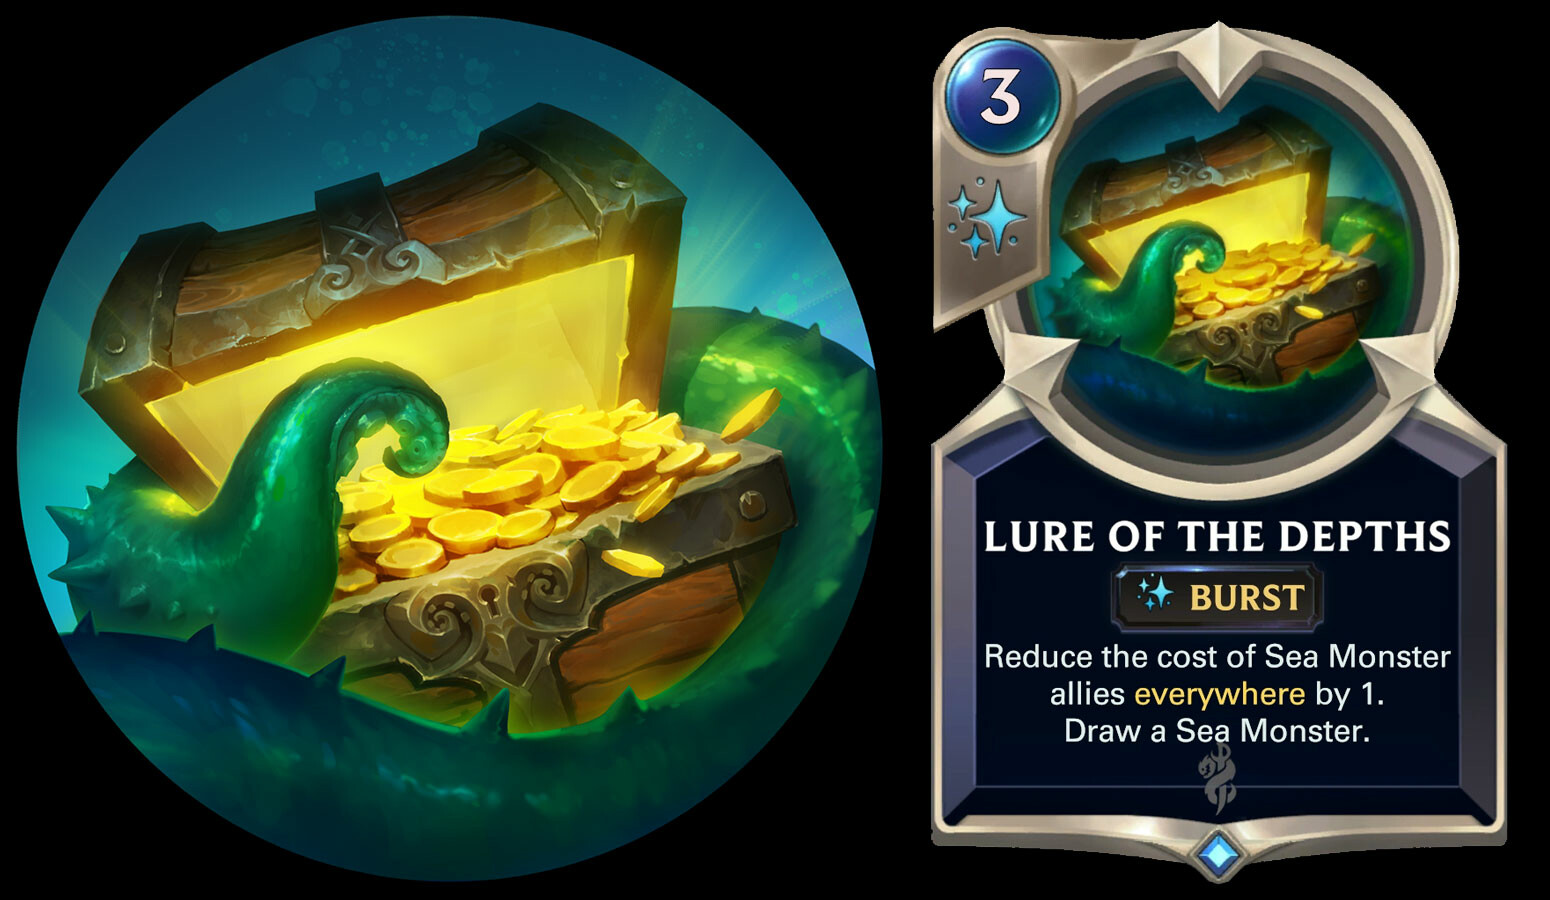 3
LURE OF THE DEPTHS
BURST
Reduce the cost of Sea Monster
allies everywhere by 1.
Draw a Sea Monster.